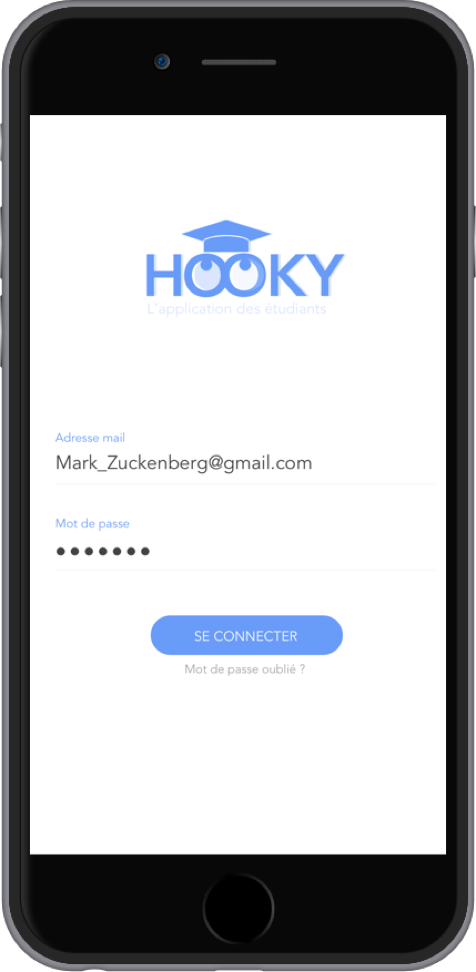 HOOKY
L'application des étudiants
Adresse mail
Mark_Zuckenberg@gmail.com
Mot de passe
•••••••
SE CONNECTER
Mot de passe oublié ?